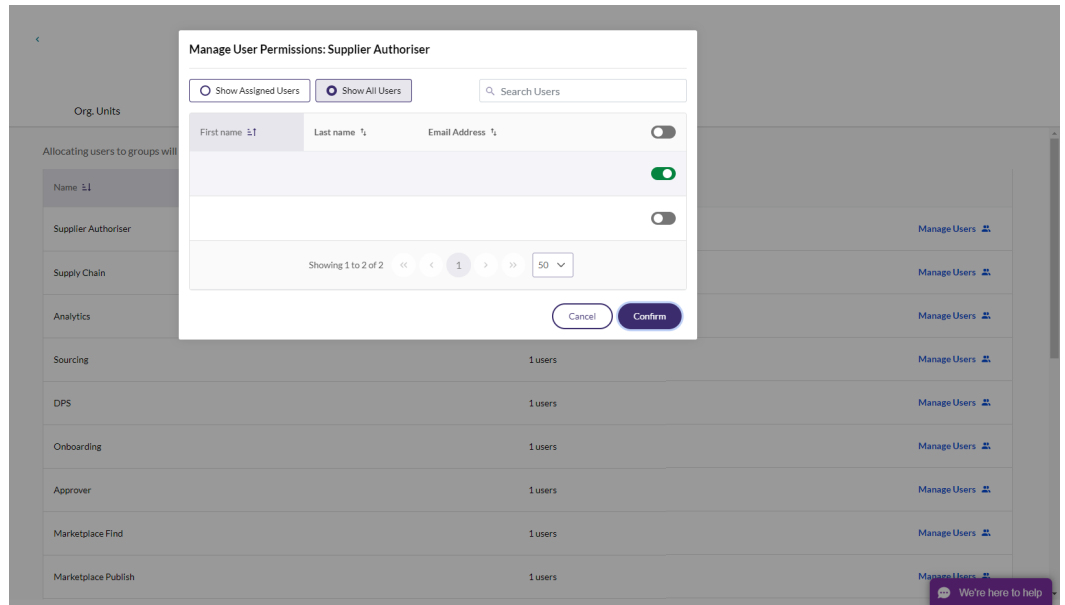 Manage User Permissions: Supplier Authoriser
Show Assigned Users Show All Users Search Users
Org. Units
First name Last name Email Address
Allocating users to groups will
Name
Supplier Authoriser Manage Users
Showing 1 to 2 of 2 « ‹ 1 › » 50
Supply Chain Manage Users
Analytics Manage Users
Cancel Confirm
Sourcing 1 users Manage Users
DPS 1 users Manage Users
Onboarding 1 users Manage Users
Approver 1 users Manage Users
Marketplace Find 1 users Manage Users
Marketplace Publish 1 users Manage Users
We're here to help